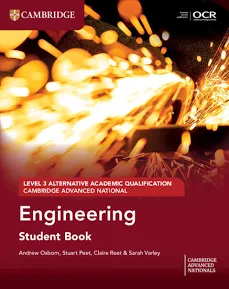 CAMBRIDGE
OCR
LEVEL 3 ALTERNATIVE ACADEMIC QUALIFICATION
CAMBRIDGE ADVANCED NATIONAL
Engineering
Student Book
Andrew Osborn, Stuart Peet, Claire Reet & Sarah Varley
CAMBRIDGE
ADVANCED
NATIONALS